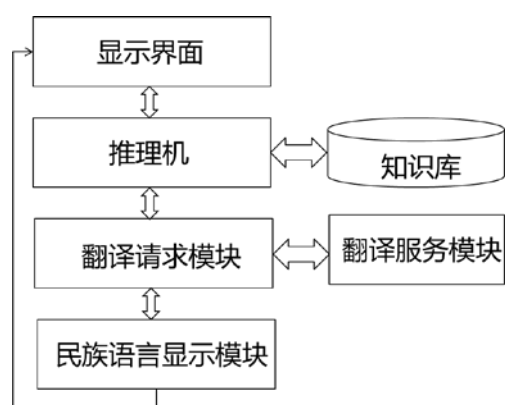 显示界面
推理机
知识库
翻译请求模块
翻译服务模块
民族语言显示模块